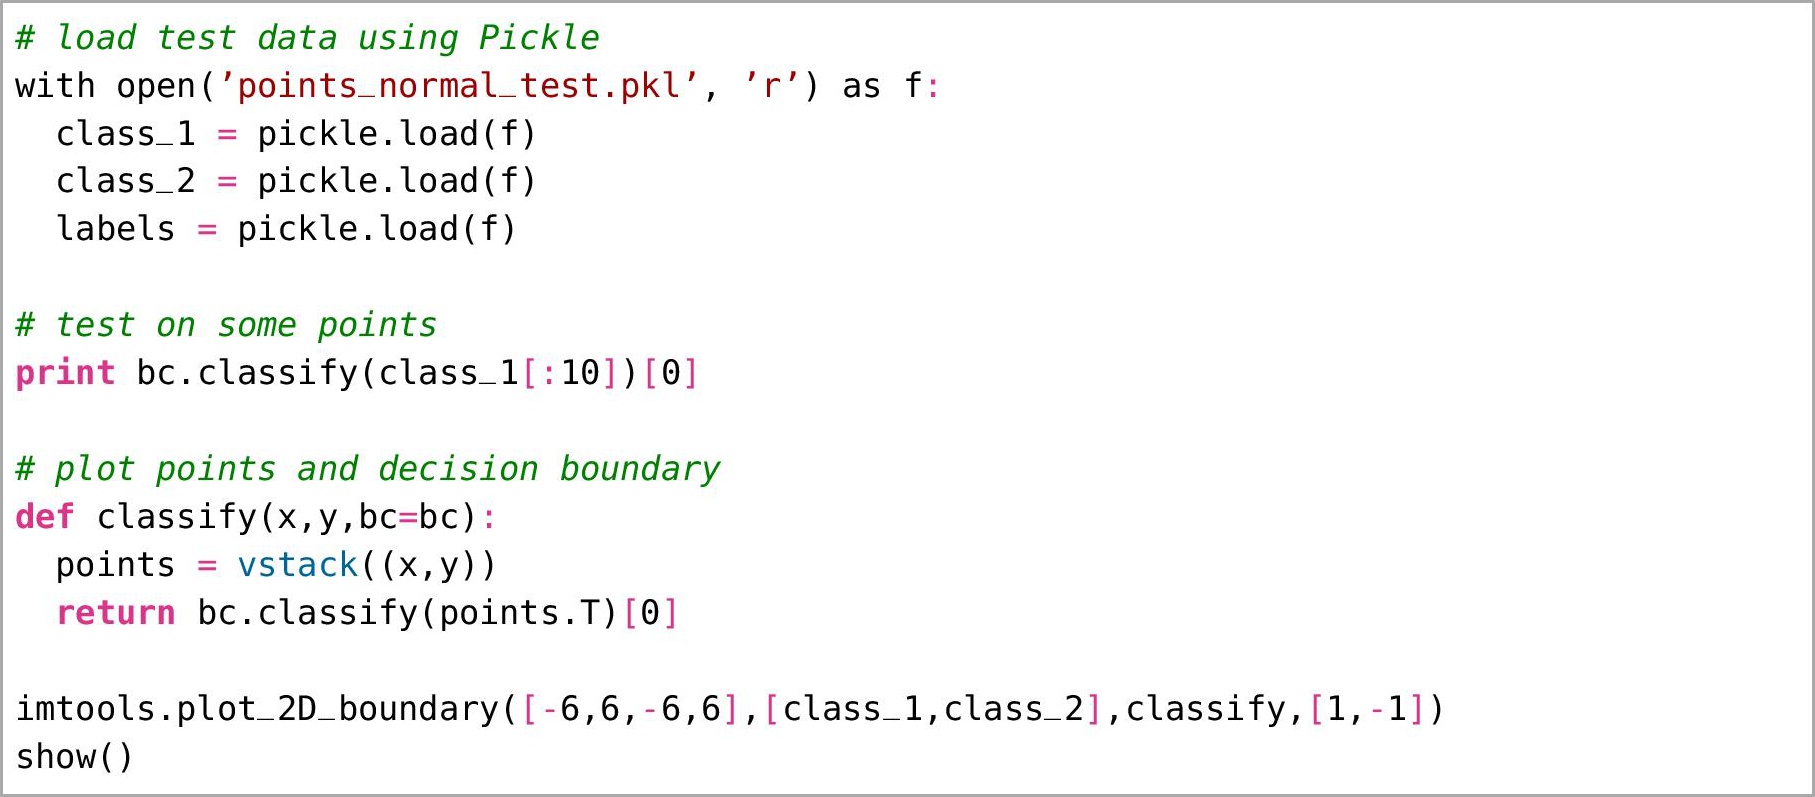 # load test data using Pickle
with open(’points_normal_test.pkl’, ’r’) as f:
  class_1 = pickle.load(f)
  class_2 = pickle.load(f)
  labels = pickle.load(f)

# test on some points
print bc.classify(class_1[:10])[0]

# plot points and decision boundary
def classify(x,y,bc=bc):
  points = vstack((x,y))
  return bc.classify(points.T)[0]

imtools.plot_2D_boundary([-6,6,-6,6],[class_1,class_2],classify,[1,-1])
show()